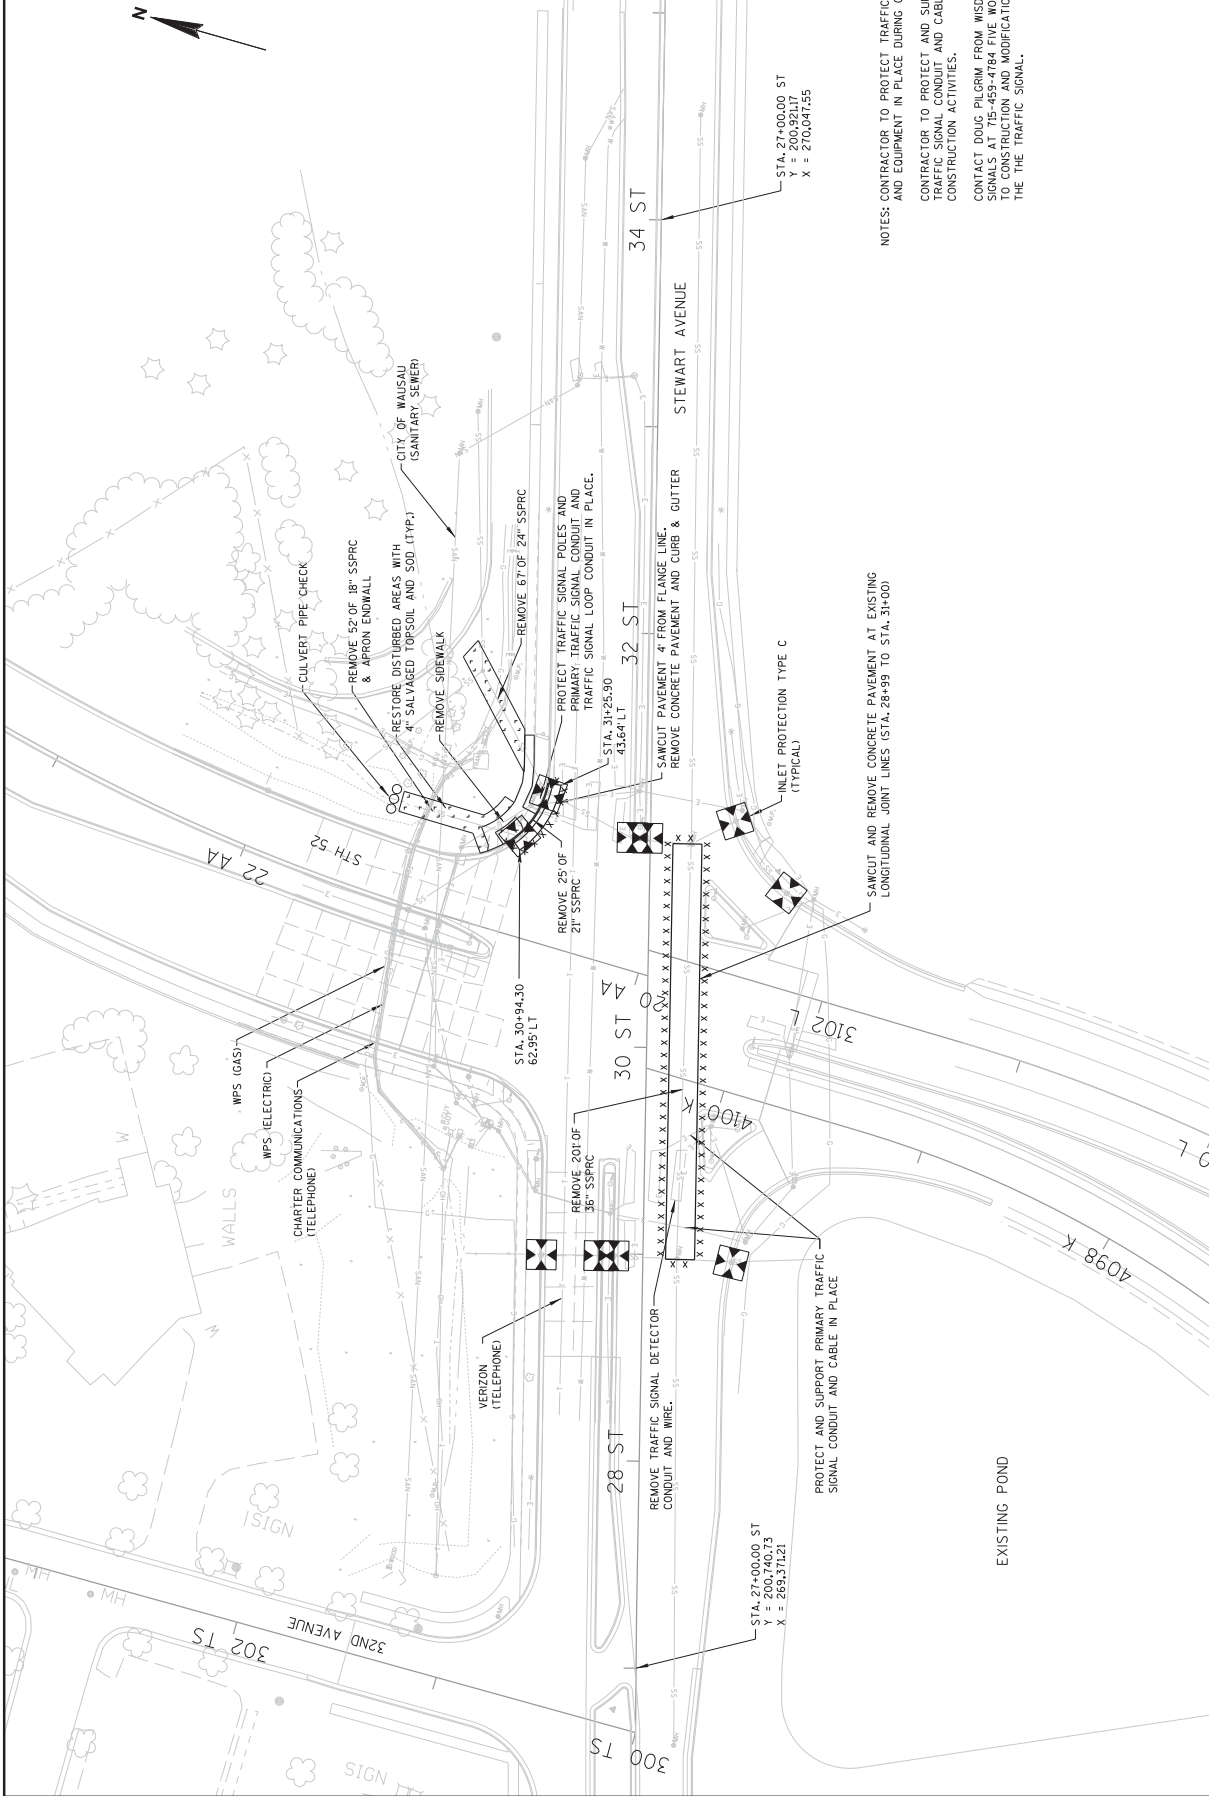 N
NOTES: CONTRACTOR TO PROTECT TRAFFIC
AND EQUIPMENT IN PLACE DURING
CONTRACTOR TO PROTECT AND
TRAFFIC SIGNAL CONDUIT AND
CONSTRUCTION ACTIVITIES.
CONTACT DOUG PILGRIM FROM
SIGNALS AT 715-459-4784 FIVE
TO CONSTRUCTION AND
THE THE TRAFFIC SIGNAL.
STA. 27+00.00 ST
Y = 200,921.17
X = 270,047.55
34 ST
STEWART AVENUE
CITY OF WAUSAU
(SANITARY SEWER)
CULVERT PIPE CHECK
REMOVE 52' OF 18" SSPRC
& APRON ENDWALL
RESTORE DISTURBED AREAS WITH
4" SALVAGED TOPSOIL AND SOD (TYP.)
REMOVE SIDEWALK
REMOVE 67' OF 24" SSPRC
PROTECT TRAFFIC SIGNAL POLES AND
PRIMARY TRAFFIC SIGNAL CONDUIT AND
TRAFFIC SIGNAL LOOP CONDUIT IN PLACE.
32 ST
STA. 31+25.90
43.64' LT
SAWCUT PAVEMENT 4' FROM FLANGE LINE.
REMOVE CONCRETE PAVEMENT AND CURB & GUTTER
INLET PROTECTION TYPE C
(TYPICAL)
SAWCUT AND REMOVE CONCRETE PAVEMENT AT EXISTING
LONGITUDINAL JOINT LINES (STA. 28+99 TO STA. 31+00)
STH 52
22 AA
REMOVE 25' OF
21" SSPRC
STA. 30+94.30
62.95' LT
20 AA
30 ST
3102 L
4100 K
4098 K
WPS (GAS)
WPS (ELECTRIC)
CHARTER COMMUNICATIONS
(TELEPHONE)
REMOVE 201' OF
36" SSPRC
VERIZON
(TELEPHONE)
28 ST
REMOVE TRAFFIC SIGNAL DETECTOR
CONDUIT AND WIRE.
PROTECT AND SUPPORT PRIMARY TRAFFIC
SIGNAL CONDUIT AND CABLE IN PLACE
EXISTING POND
STA. 27+00.00 ST
Y = 200,740.73
X = 269,371.21
WALLS
W
SIGN
302 TS
32ND AVENUE
300 TS
SIGN
MH
MH